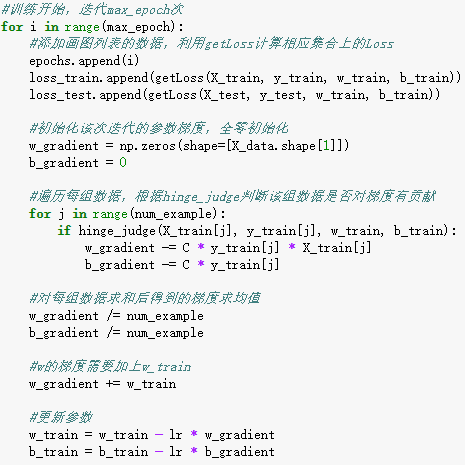 #训练开始，迭代max_epoch次
for i in range(max_epoch):
#添加画图列表的数据，利用getLoss计算相应集合上的Loss
epochs.append(i)
loss_train.append(getLoss(X_train, y_train, w_train, b_train))
loss_test.append(getLoss(X_test, y_test, w_train, b_train))
#初始化该次迭代的参数梯度，全零初始化
w_gradient = np.zeros(shape=[X_data.shape[1]])
b_gradient = 0
#遍历每组数据，根据hinge_judge判断该组数据是否对梯度有贡献
for j in range(num_example):
if hinge_judge(X_train[j], y_train[j], w_train, b_train):
w_gradient -= C * y_train[j] * X_train[j]
b_gradient -= C * y_train[j]
#对每组数据求和后得到的梯度求均值
w_gradient /= num_example
b_gradient /= num_example
#w的梯度需要加上w_train
w_gradient += w_train
#更新参数
w_train = w_train - lr * w_gradient
b_train = b_train - lr * b_gradient